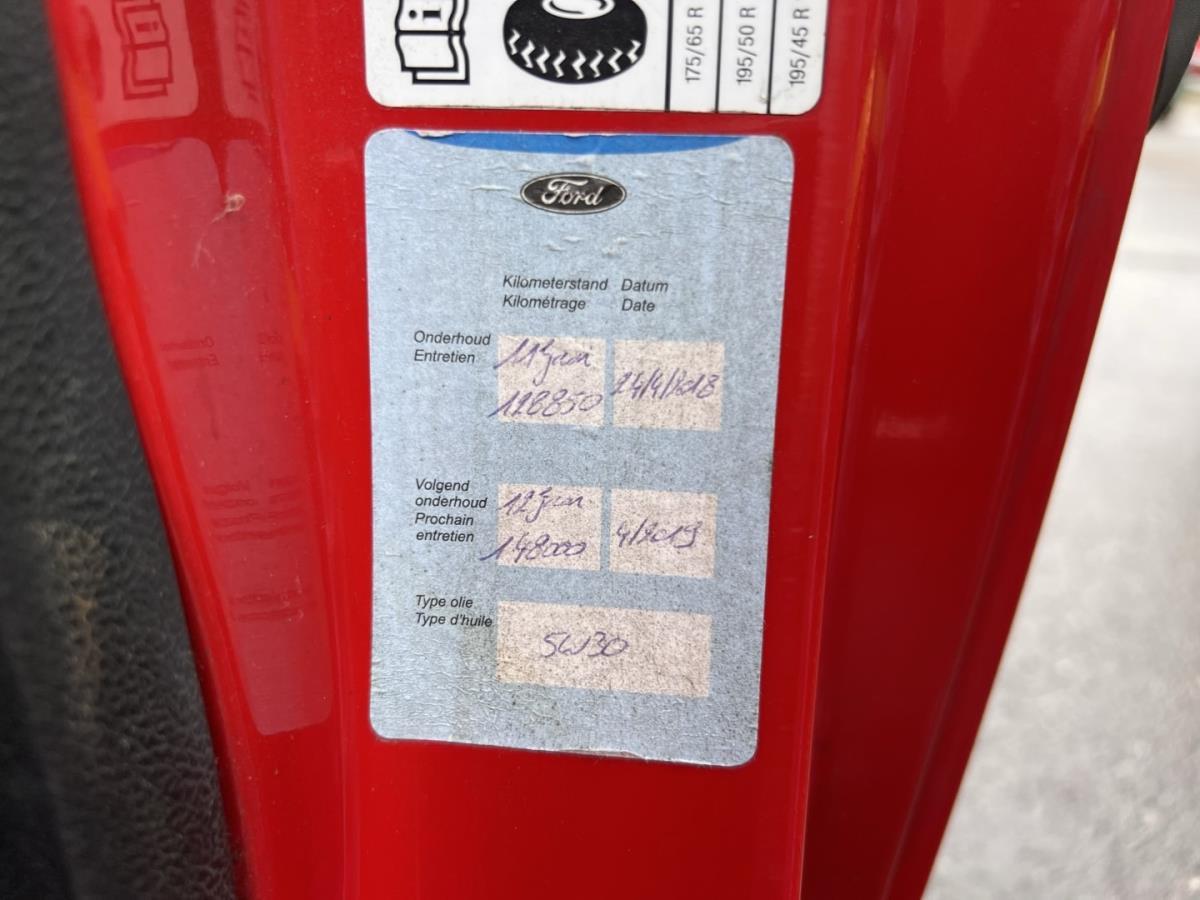 175/65 R
195/50 R
195/45 R
Ford
Kilometerstand Datum
Kilométrage Date
Onderhoud
Entretien
128850 24/4/2018
Volgend
onderhoud
Prochain
entretien
148000 4/2019
Type olie
Type d'huile
5W30